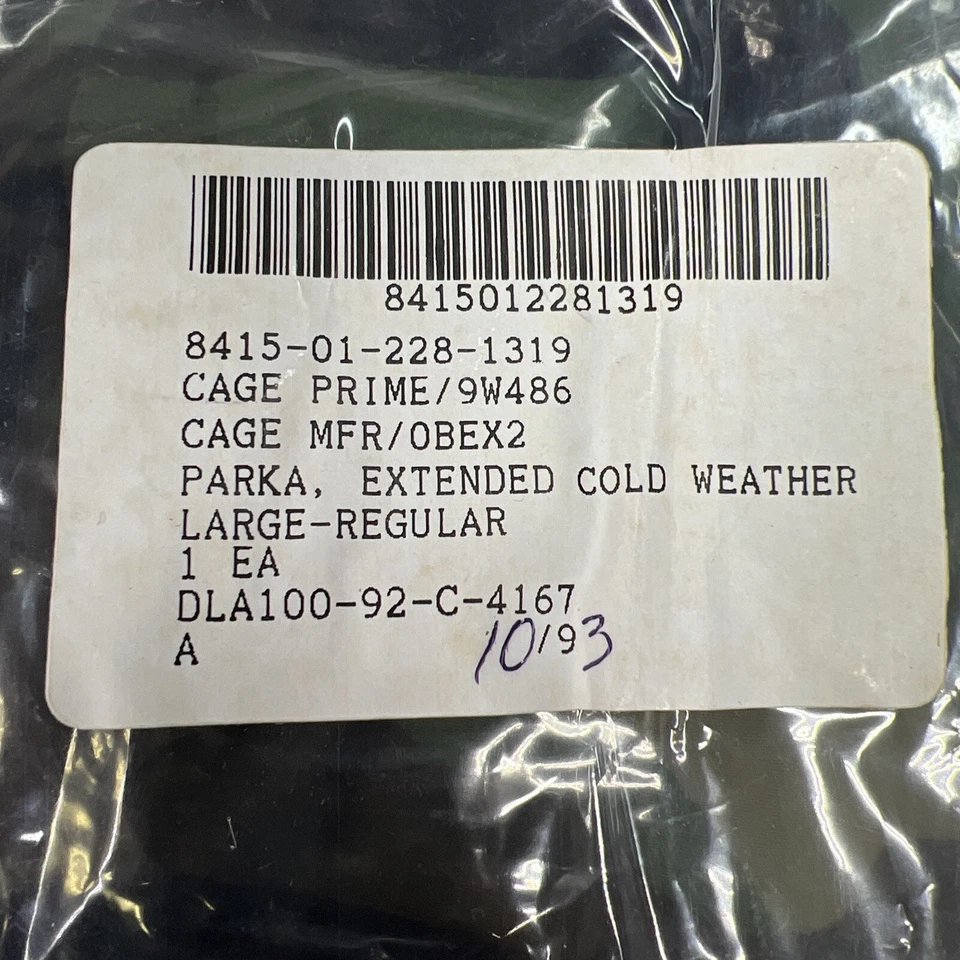 8415012281319
8415-01-228-1319
CAGE PRIME/9W486
CAGE MFR/0BEX2
PARKA, EXTENDED COLD WEATHER
LARGE-REGULAR
1 EA
DLA100-92-C-4167
A 10/93